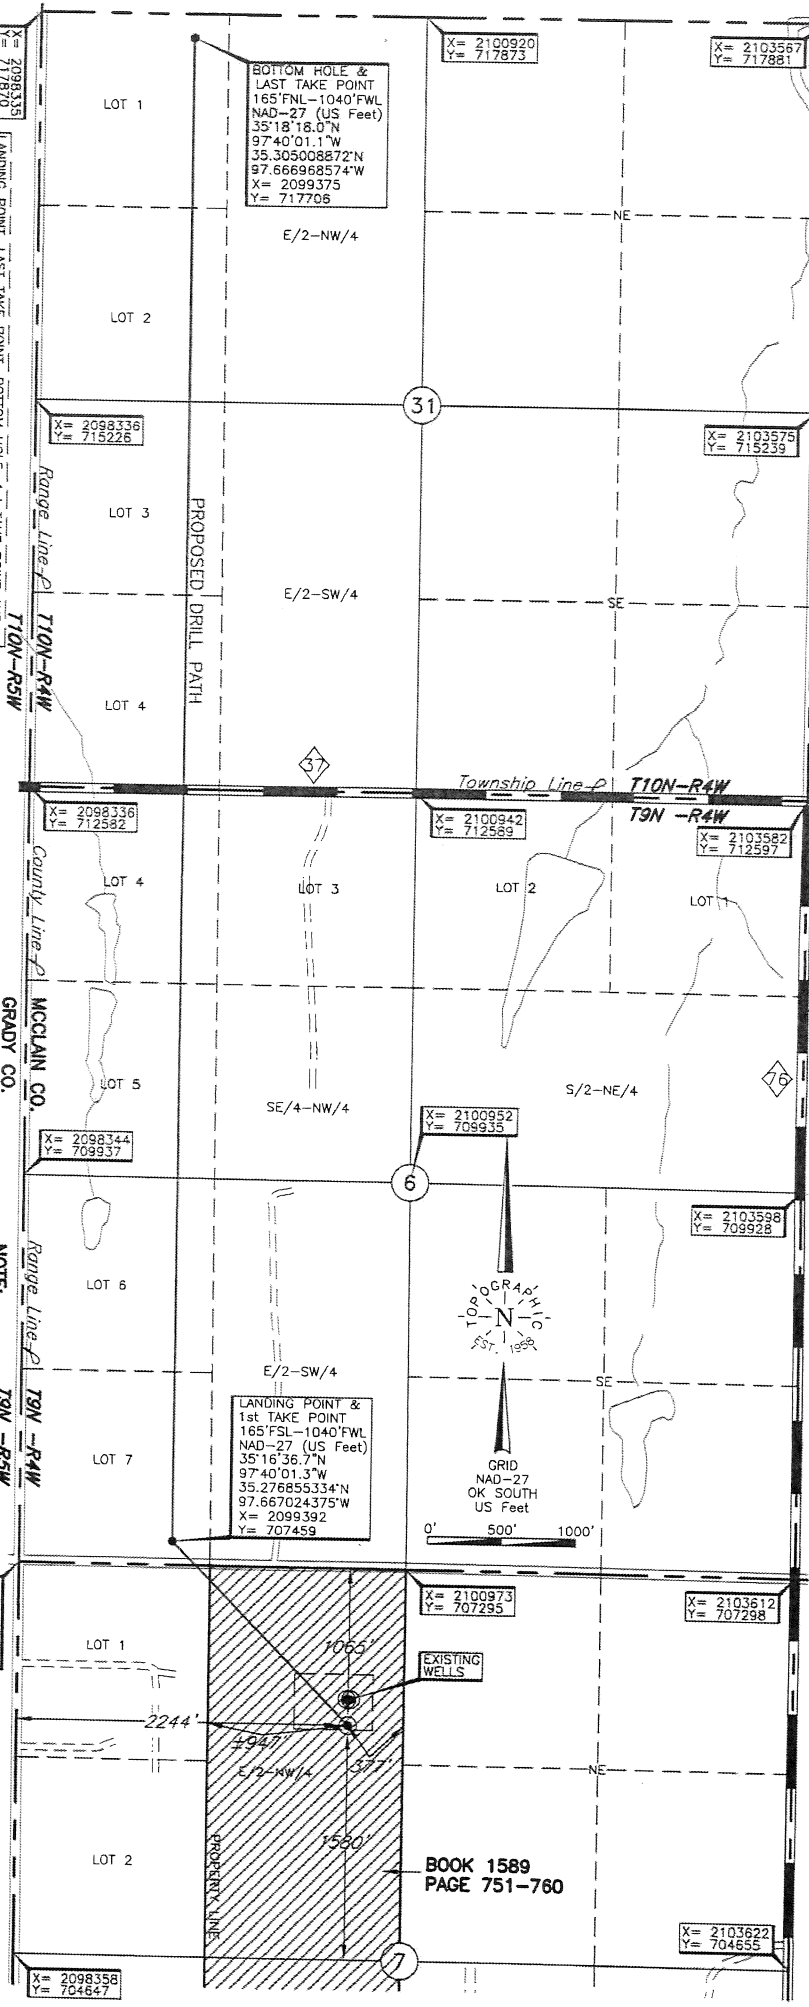 X= 2098335
Y= 717870
X= 2100920
Y= 717873
X= 2103567
Y= 717881
BOTTOM HOLE &
LAST TAKE POINT
165'FNL-1040'FWL
NAD-27 (US Feet)
35°18'18.0"N
97°40'01.1"W
35.305008872°N
97.666968574°W
X= 2099375
Y= 717706
LOT 1
NE
E/2-NW/4
LOT 2
31
X= 2098336
Y= 715226
X= 2103575
Y= 715239
Range Line
LOT 3
PROPOSED DRILL PATH
E/2-SW/4
SE
T10N-R4W
T10N-R5W
LOT 4
37
Township Line
T10N-R4W
T9N -R4W
X= 2098336
Y= 712582
X= 2100942
Y= 712589
X= 2103582
Y= 712597
County Line
LOT 4
LOT 3
LOT 2
LOT 1
MCCLAIN CO.
GRADY CO.
LOT 5
SE/4-NW/4
S/2-NE/4
76
X= 2098344
Y= 709937
X= 2100952
Y= 709935
6
X= 2103598
Y= 709928
Range Line
NOTE:
LOT 6
TOPOGRAPHIC
N
EST. 1958
E/2-SW/4
SE
T9N -R4W
T9N -R5W
LANDING POINT &
1st TAKE POINT
165'FSL-1040'FWL
NAD-27 (US Feet)
35°16'36.7"N
97°40'01.3"W
35.276855334°N
97.667024375°W
X= 2099392
Y= 707459
LOT 7
GRID
NAD-27
OK SOUTH
US Feet
0' 500' 1000'
X= 2100973
Y= 707295
X= 2103612
Y= 707298
LOT 1
1065'
EXISTING
WELLS
2244'
±947'
377'
E/2-NW/4
NE
1580'
LOT 2
PROPERTY LINE
BOOK 1589
PAGE 751-760
7
X= 2103622
Y= 704655
X= 2098358
Y= 704647